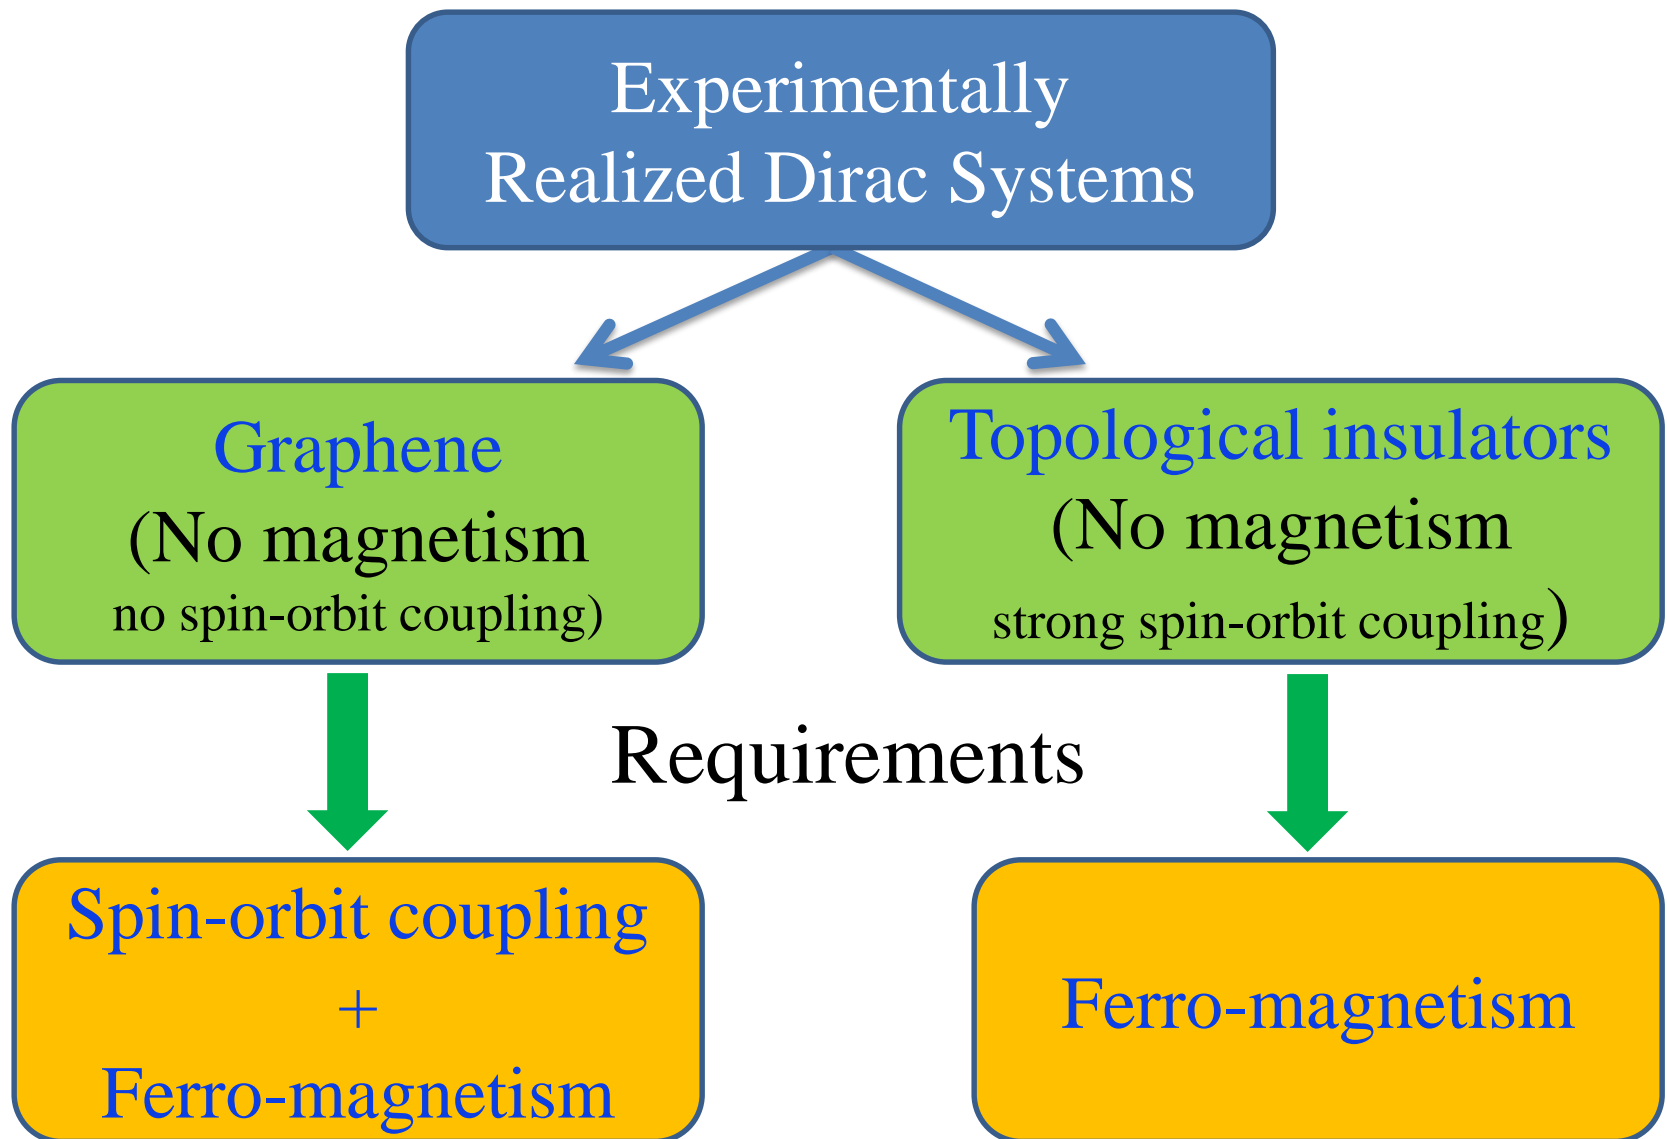 Experimentally
Realized Dirac Systems
Graphene
(No magnetism
no spin-orbit coupling)
Topological insulators
(No magnetism
strong spin-orbit coupling)
Requirements
Spin-orbit coupling
+
Ferro-magnetism
Ferro-magnetism